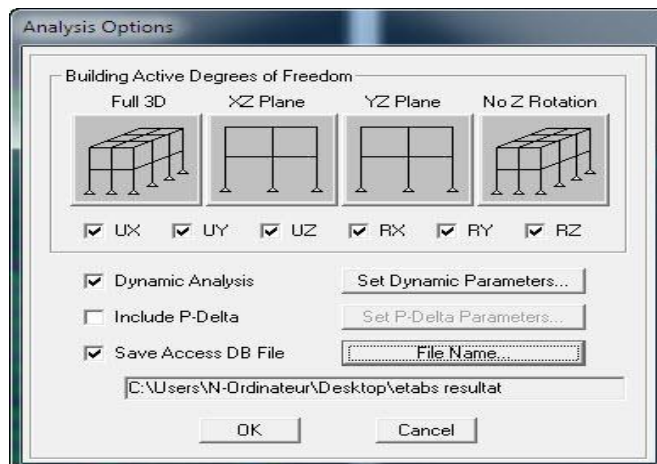 Analysis Options
Building Active Degrees of Freedom
Full 3D XZ Plane YZ Plane No Z Rotation
UX UY UZ RX RY RZ
Dynamic Analysis Set Dynamic Parameters...
Include P-Delta Set P-Delta Parameters...
Save Access DB File File Name...
C:\Users\N-Ordinateur\Desktop\etabs resultat
OK Cancel